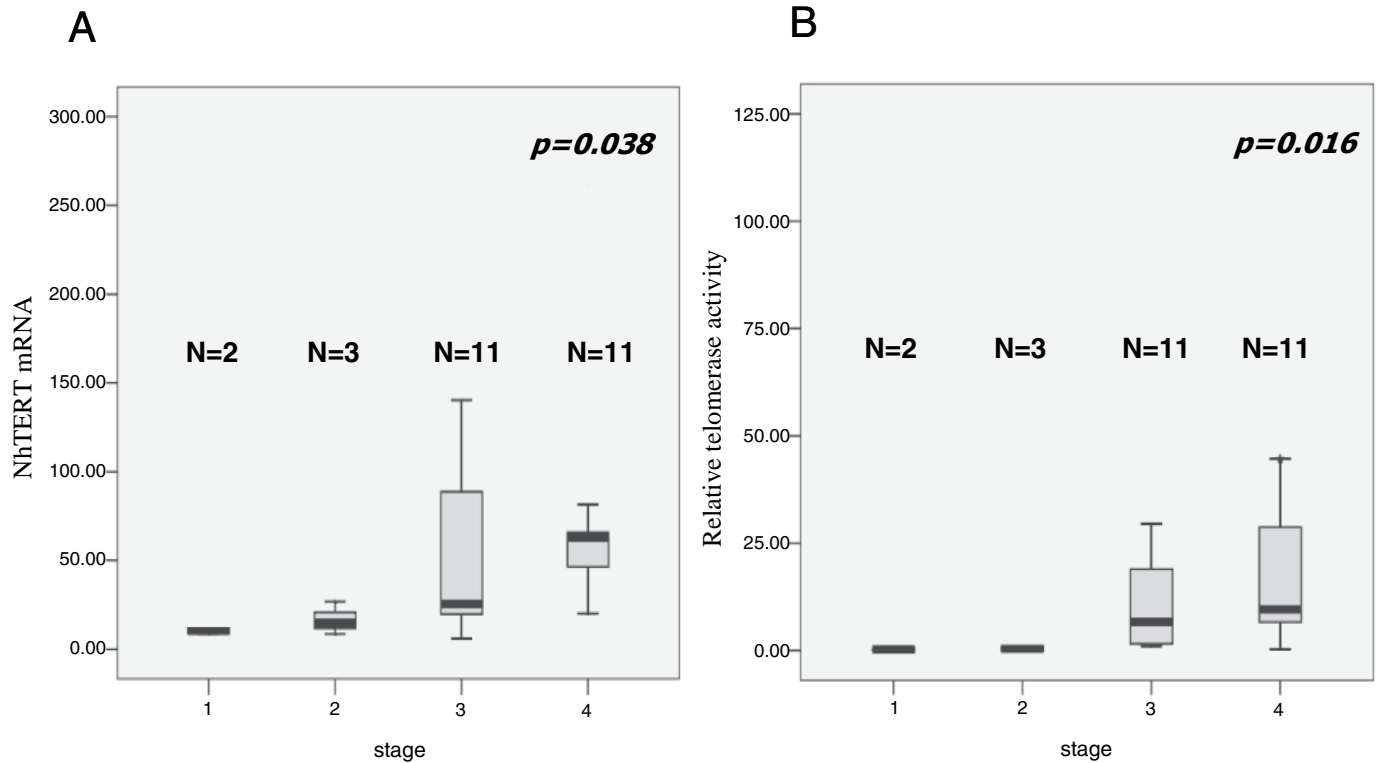 A
NhTERT mRNA
300.00
250.00
200.00
150.00
100.00
50.00
0.00
p=0.038
N=2 N=3 N=11 N=11
1 2 3 4
stage
B
Relative telomerase activity
125.00
100.00
75.00
50.00
25.00
0.00
p=0.016
N=2 N=3 N=11 N=11
1 2 3 4
stage